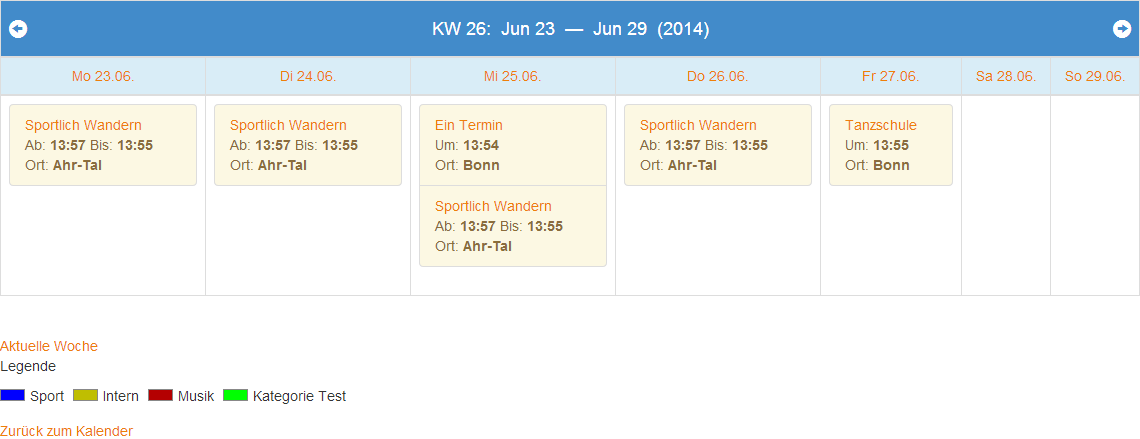 KW 26: Jun 23 — Jun 29 (2014)
Mo 23.06. Di 24.06. Mi 25.06. Do 26.06. Fr 27.06. Sa 28.06. So 29.06.
Sportlich Wandern
Ab: 13:57 Bis: 13:55
Ort: Ahr-Tal
Sportlich Wandern
Ab: 13:57 Bis: 13:55
Ort: Ahr-Tal
Ein Termin
Um: 13:54
Ort: Bonn
Sportlich Wandern
Ab: 13:57 Bis: 13:55
Ort: Ahr-Tal
Sportlich Wandern
Ab: 13:57 Bis: 13:55
Ort: Ahr-Tal
Tanzschule
Um: 13:55
Ort: Bonn
Aktuelle Woche
Legende
Sport Intern Musik Kategorie Test
Zurück zum Kalender